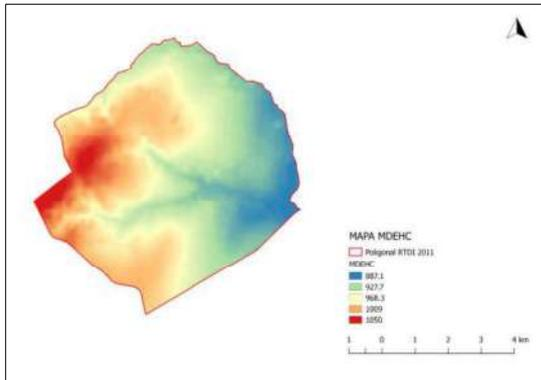 MAPA MDEHC
Poligonal RTDI 2011
MDEHC
887.1
927.7
968.3
1009
1050
1 0 1 2 3 4 km